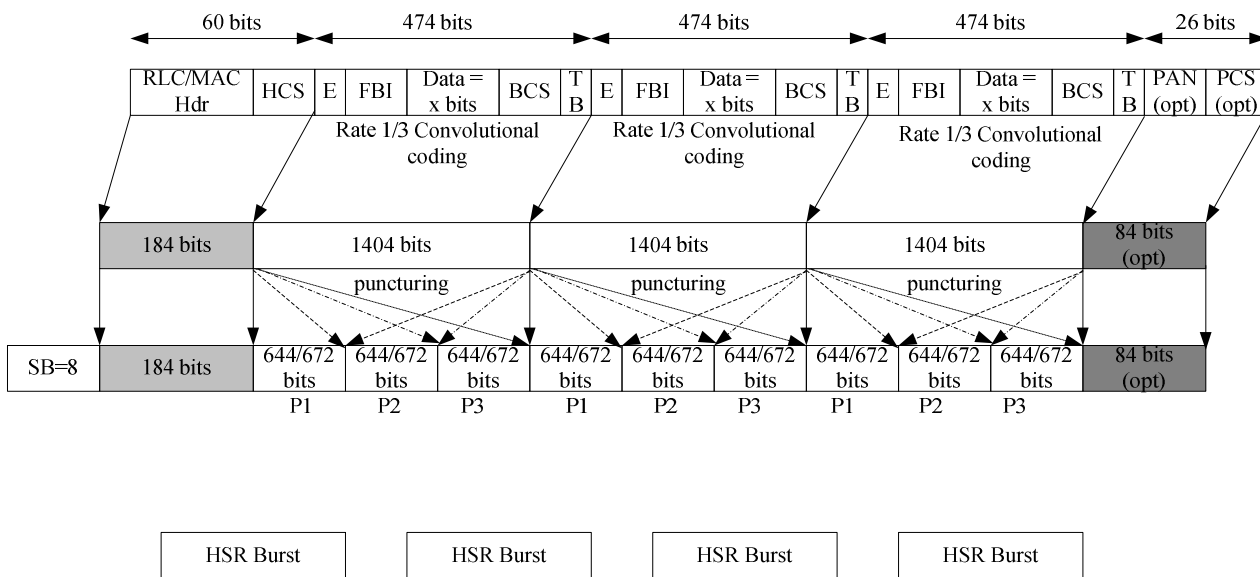 60 bits
474 bits
474 bits
474 bits
26 bits
RLC/MAC
Hdr
HCS
E
FBI
Data =
x bits
BCS
T
B
E
FBI
Data =
x bits
BCS
T
B
E
FBI
Data =
x bits
BCS
T
B
PAN
(opt)
PCS
(opt)
Rate 1/3 Convolutional
coding
Rate 1/3 Convolutional
coding
Rate 1/3 Convolutional
coding
184 bits
1404 bits
1404 bits
1404 bits
84 bits
(opt)
puncturing
puncturing
puncturing
SB=8
184 bits
644/672
bits
644/672
bits
644/672
bits
644/672
bits
644/672
bits
644/672
bits
644/672
bits
644/672
bits
644/672
bits
84 bits
(opt)
P1
P2
P3
P1
P2
P3
P1
P2
P3
HSR Burst
HSR Burst
HSR Burst
HSR Burst